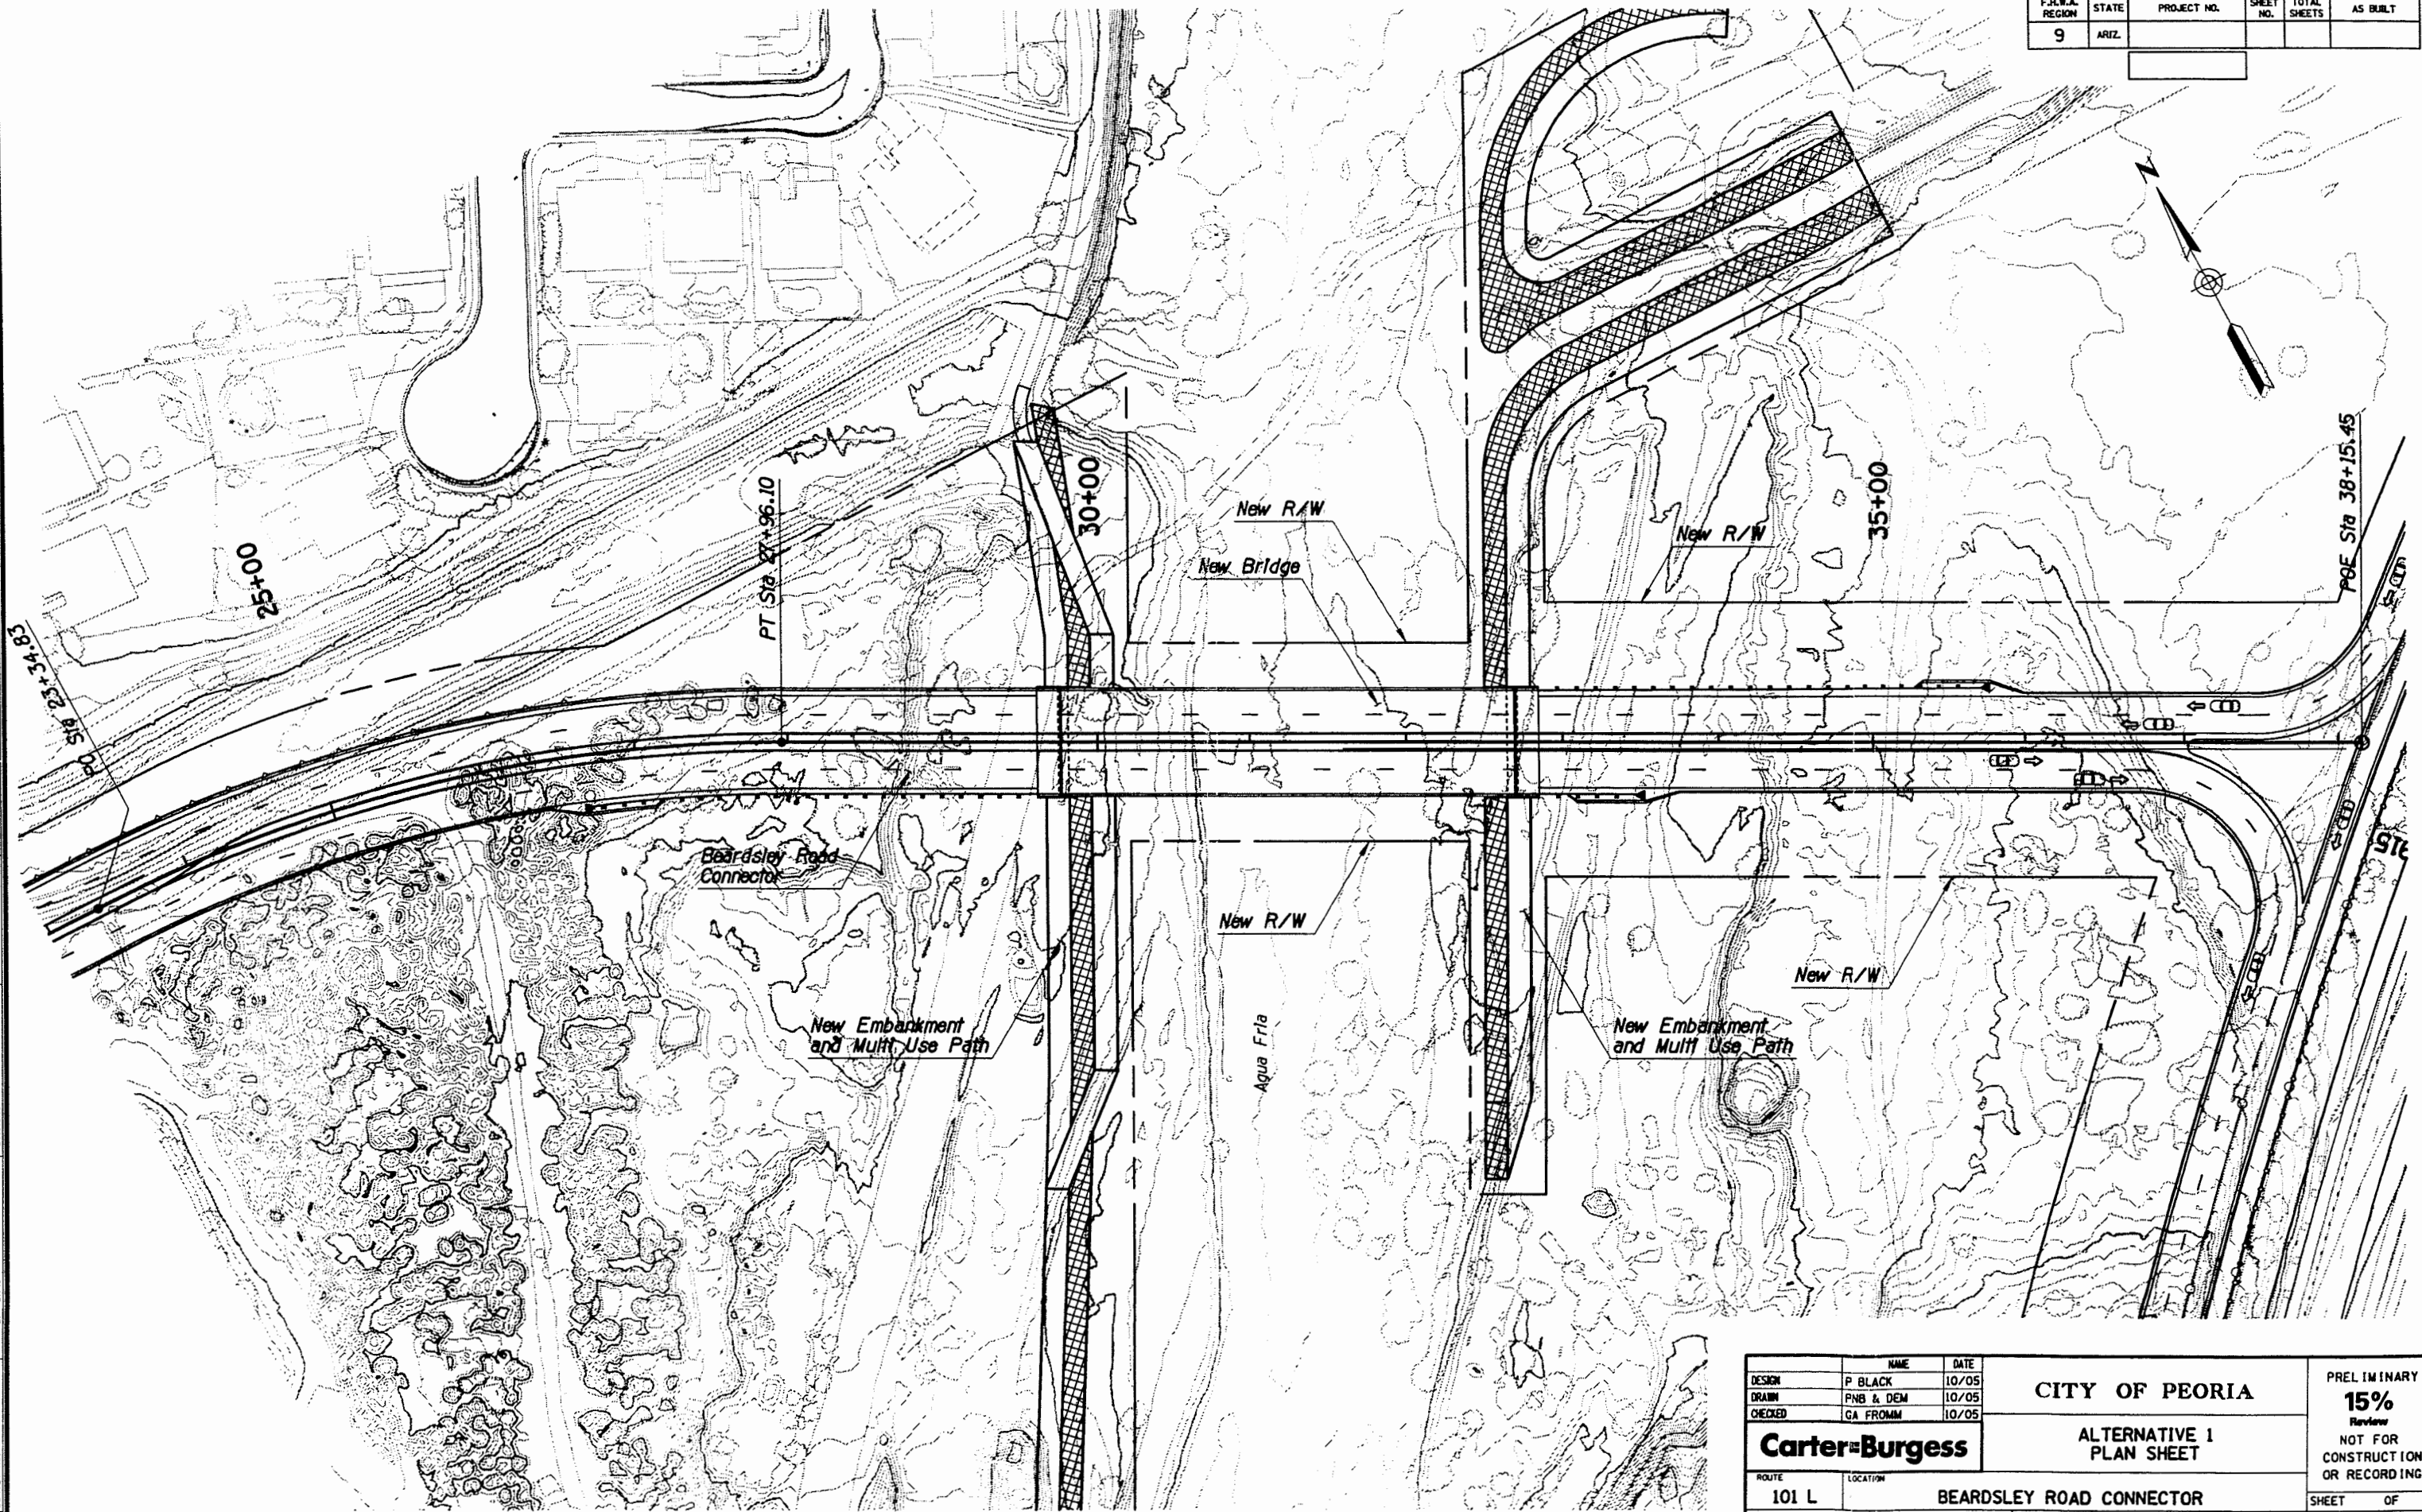 F.H.W.A. REGION
STATE
PROJECT NO.
SHEET NO.
TOTAL SHEETS
AS BUILT
9
ARIZ.
N
PC Sta 23+34.83
25+00
PT Sta 27+96.10
30+00
New R/W
New Bridge
New R/W
35+00
POE Sta 38+15.45
Beardsley Road
Connector
New R/W
New R/W
915
New Embankment
and Multi Use Path
Agua Fria
New Embankment
and Multi Use Path
NAME DATE
DESIGN P BLACK 10/05
DRAWN PNB & DEM 10/05
CHECKED GA FROMM 10/05
Carter Burgess
CITY OF PEORIA
ALTERNATIVE 1
PLAN SHEET
PRELIMINARY
15%
Review
NOT FOR
CONSTRUCTION
OR RECORDING
ROUTE
101 L
LOCATION
BEARDSLEY ROAD CONNECTOR
SHEET OF